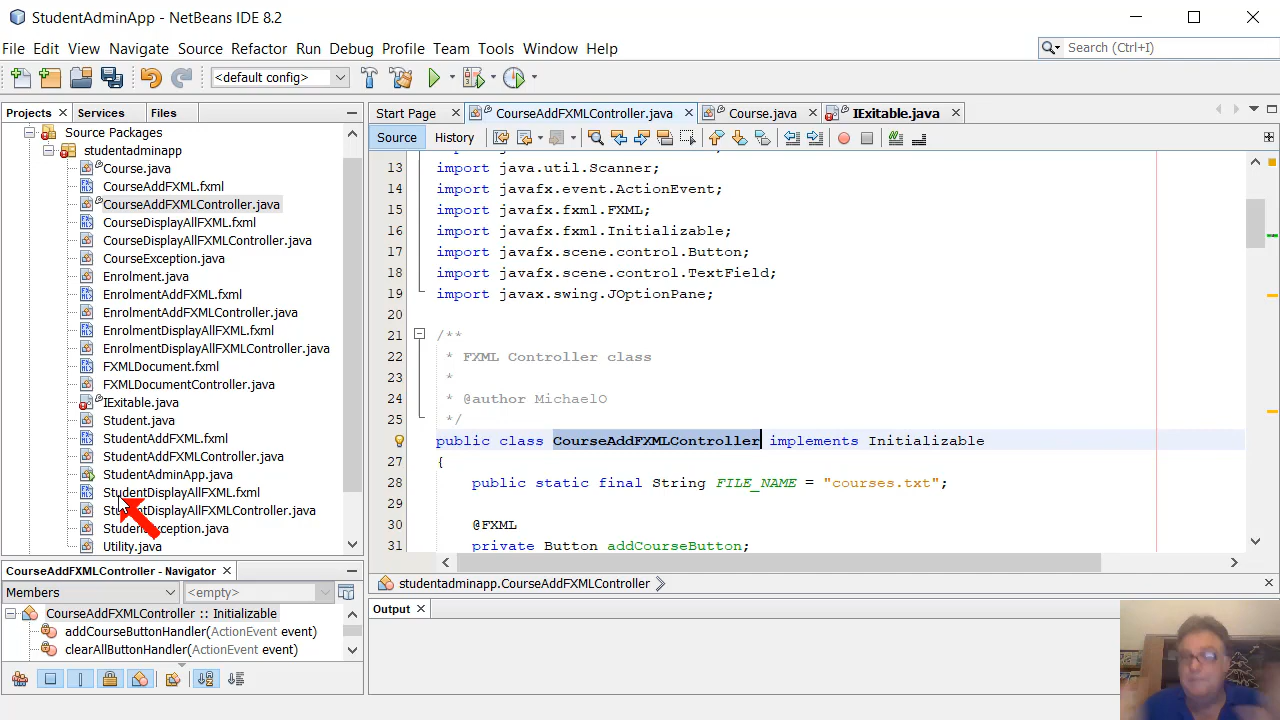 StudentAdminApp - NetBeans IDE 8.2
File Edit View Navigate Source Refactor Run Debug Profile Team Tools Window Help
Search (Ctrl+I)
<default config>
Projects Services Files
Source Packages
studentadminapp
Course.java
CourseAddFXML.fxml
CourseAddFXMLController.java
CourseDisplayAllFXML.fxml
CourseDisplayAllFXMLController.java
CourseException.java
Enrolment.java
EnrolmentAddFXML.fxml
EnrolmentAddFXMLController.java
EnrolmentDisplayAllFXML.fxml
EnrolmentDisplayAllFXMLController.java
FXMLDocument.fxml
FXMLDocumentController.java
IExitable.java
Student.java
StudentAddFXML.fxml
StudentAddFXMLController.java
StudentAdminApp.java
StudentDisplayAllFXML.fxml
StudentDisplayAllFXMLController.java
StudentException.java
Utility.java
CourseAddFXMLController - Navigator
Members <empty>
CourseAddFXMLController :: Initializable
addCourseButtonHandler(ActionEvent event)
clearAllButtonHandler(ActionEvent event)
Start Page CourseAddFXMLController.java Course.java IExitable.java
Source History
13 import java.util.Scanner;
14 import javafx.event.ActionEvent;
15 import javafx.fxml.FXML;
16 import javafx.fxml.Initializable;
17 import javafx.scene.control.Button;
18 import javafx.scene.control.TextField;
19 import javax.swing.JOptionPane;
20
21 /**
22 * FXML Controller class
23 *
24 * @author MichaelO
25 */
public class CourseAddFXMLController implements Initializable
27 {
28 public static final String FILE_NAME = "courses.txt";
29
30 @FXML
31 private Button addCourseButton;
studentadminapp.CourseAddFXMLController
Output